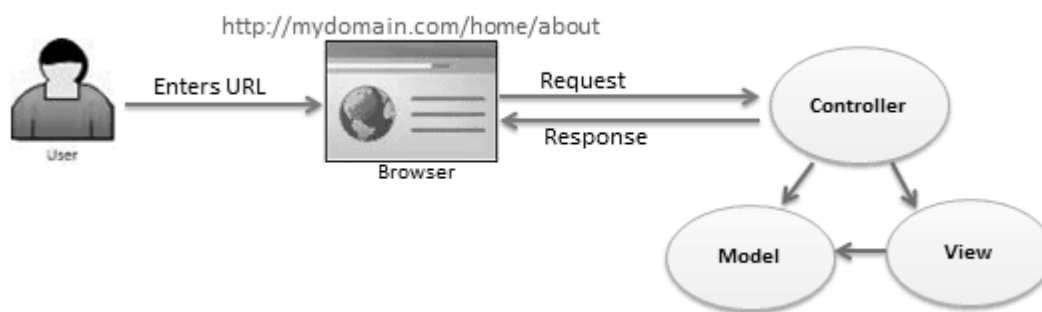 http://mydomain.com/home/about
Enters URL
Request
Response
User
Browser
Controller
Model
View